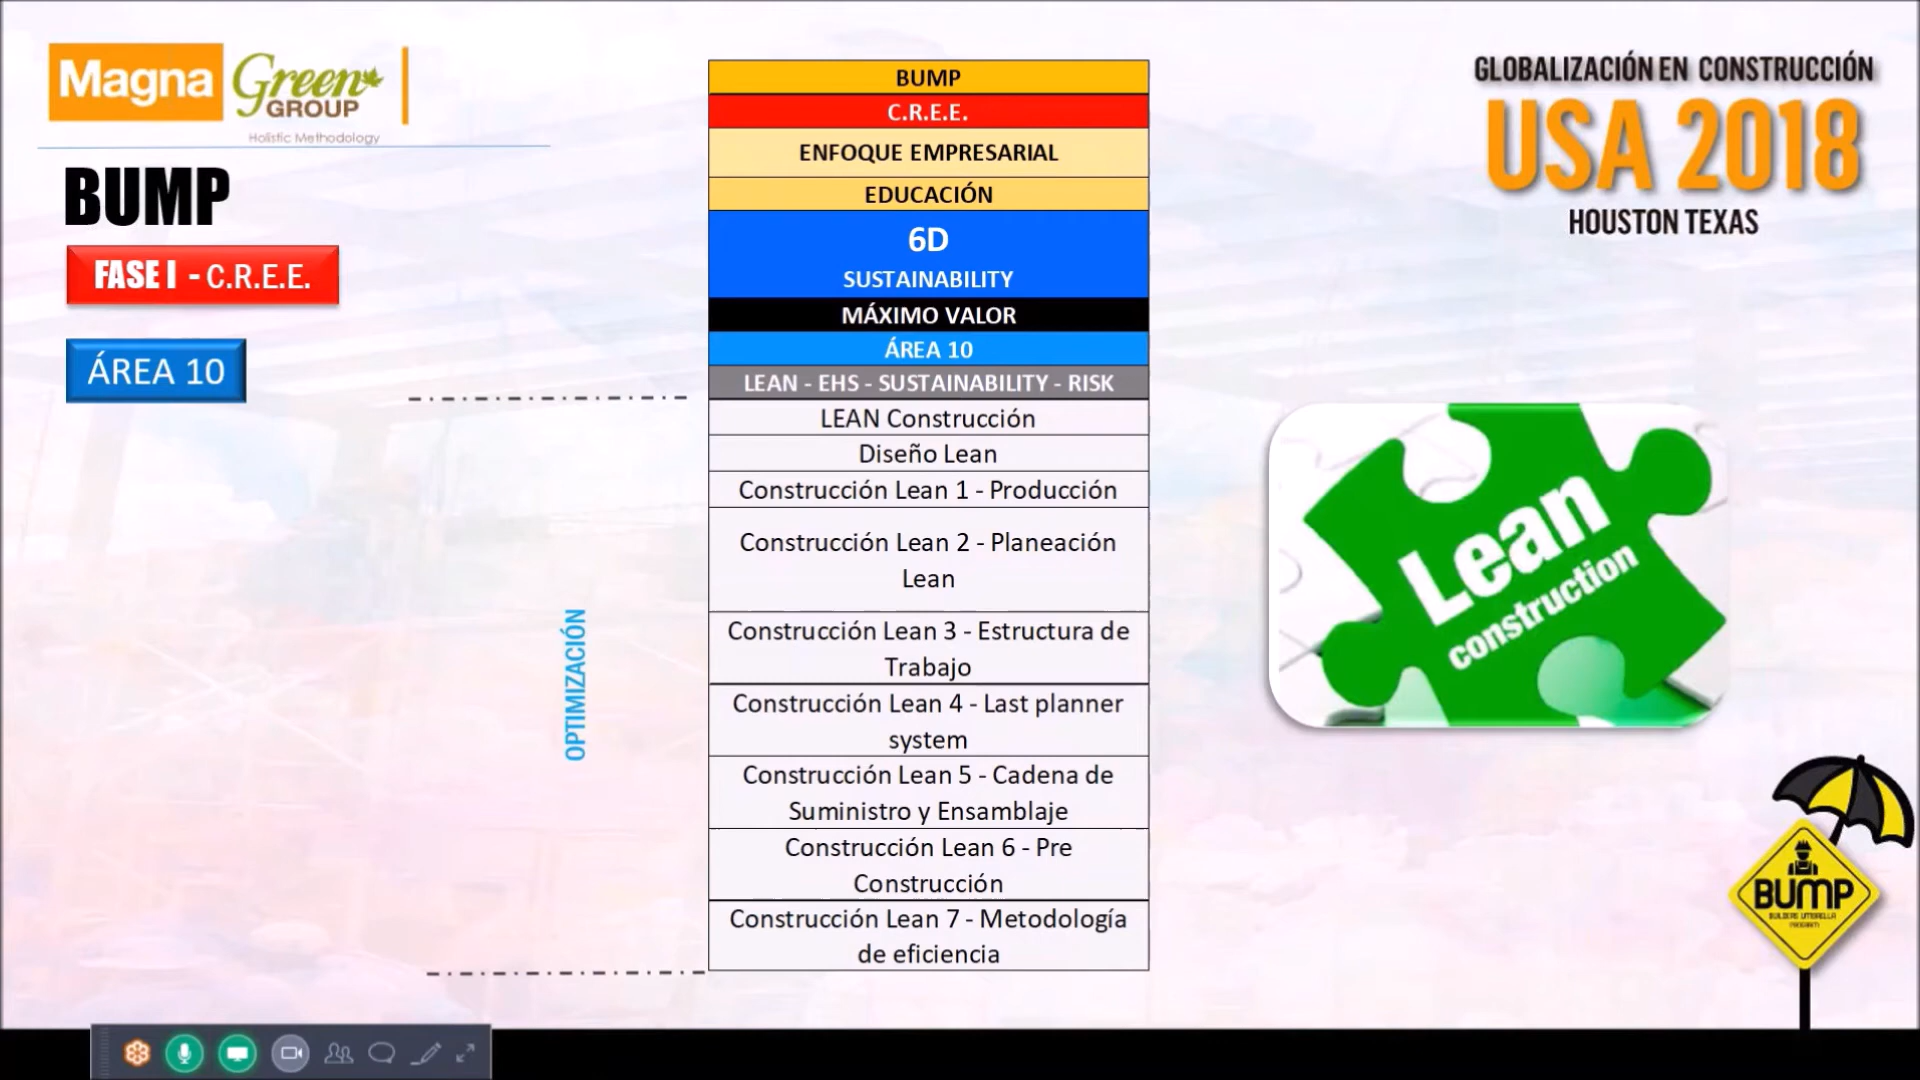 Magna Green
GROUP
Holistic Methodology
BUMP
FASE I - C.R.E.E.
ÁREA 10
OPTIMIZACIÓN
BUMP
C.R.E.E.
ENFOQUE EMPRESARIAL
EDUCACIÓN
6D
SUSTAINABILITY
MÁXIMO VALOR
ÁREA 10
LEAN - EHS - SUSTAINABILITY - RISK
LEAN Construcción
Diseño Lean
Construcción Lean 1 - Producción
Construcción Lean 2 - Planeación
Lean
Construcción Lean 3 - Estructura de
Trabajo
Construcción Lean 4 - Last planner
system
Construcción Lean 5 - Cadena de
Suministro y Ensamblaje
Construcción Lean 6 - Pre
Construcción
Construcción Lean 7 - Metodología
de eficiencia
GLOBALIZACIÓN EN CONSTRUCCIÓN
USA 2018
HOUSTON TEXAS
Lean
construction
BUMP
BUILDERS UMBRELLA